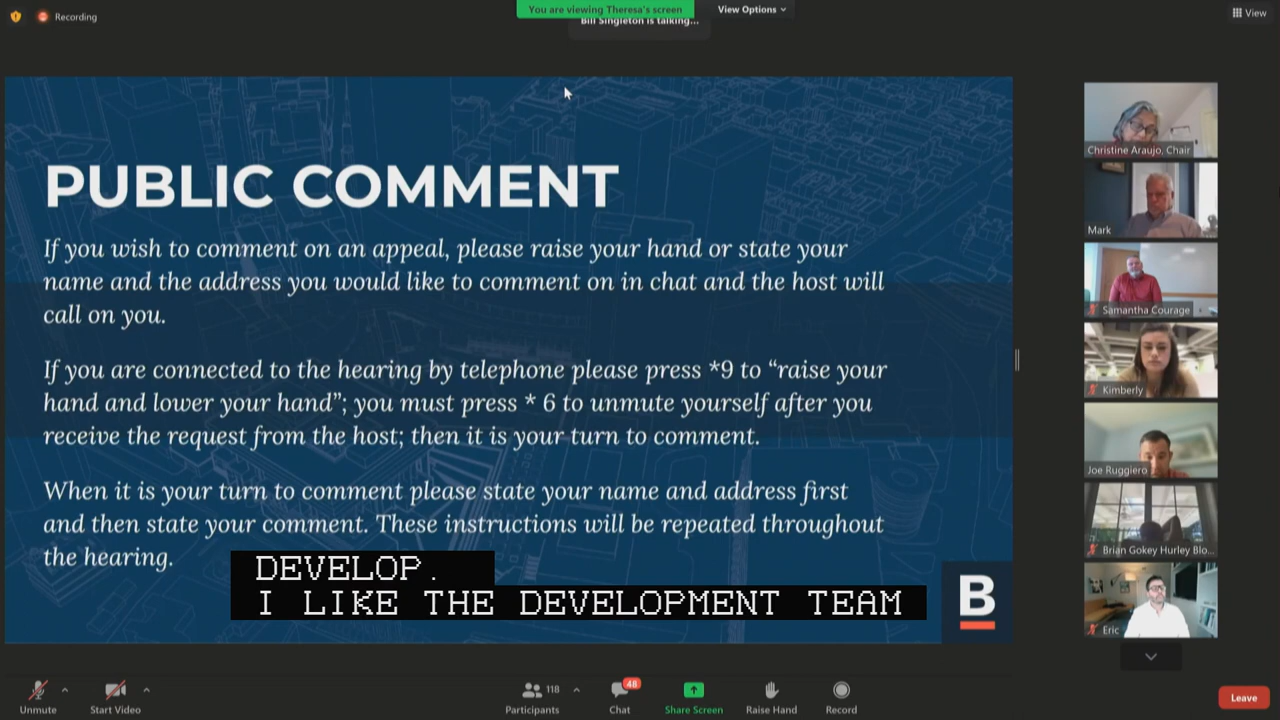 Recording
You are viewing Theresa's screen
View Options
Bill Singleton is talking...
View
PUBLIC COMMENT
If you wish to comment on an appeal, please raise your hand or state your
name and the address you would like to comment on in chat and the host will
call on you.
If you are connected to the hearing by telephone please press *9 to “raise your
hand and lower your hand”; you must press * 6 to unmute yourself after you
receive the request from the host; then it is your turn to comment.
When it is your turn to comment please state your name and address first
and then state your comment. These instructions will be repeated throughout
the hearing.
DEVELOP.
I LIKE THE DEVELOPMENT TEAM
B
Christine Araujo, Chair
Mark
Samantha Courage
Kimberly
Joe Ruggiero
Brian Gokey Hurley Blo...
Eric
Unmute
Start Video
118
Participants
48
Chat
Share Screen
Raise Hand
Record
Leave